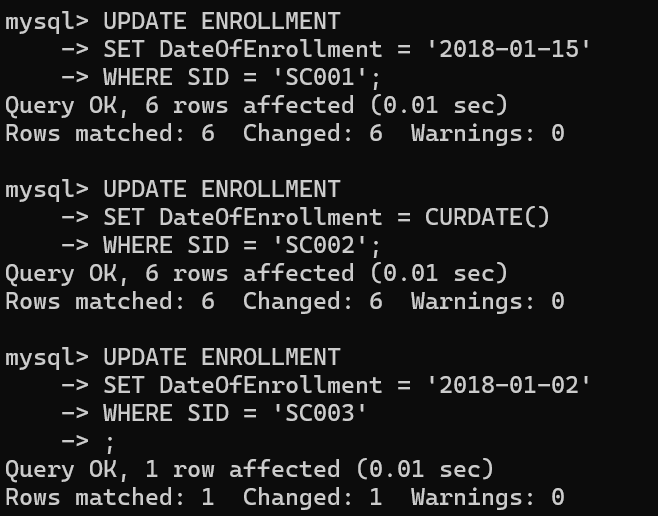 mysql> UPDATE ENROLLMENT
    -> SET DateOfEnrollment = '2018-01-15'
    -> WHERE SID = 'SC001';
Query OK, 6 rows affected (0.01 sec)
Rows matched: 6  Changed: 6  Warnings: 0

mysql> UPDATE ENROLLMENT
    -> SET DateOfEnrollment = CURDATE()
    -> WHERE SID = 'SC002';
Query OK, 6 rows affected (0.01 sec)
Rows matched: 6  Changed: 6  Warnings: 0

mysql> UPDATE ENROLLMENT
    -> SET DateOfEnrollment = '2018-01-02'
    -> WHERE SID = 'SC003'
    -> ;
Query OK, 1 row affected (0.01 sec)
Rows matched: 1  Changed: 1  Warnings: 0